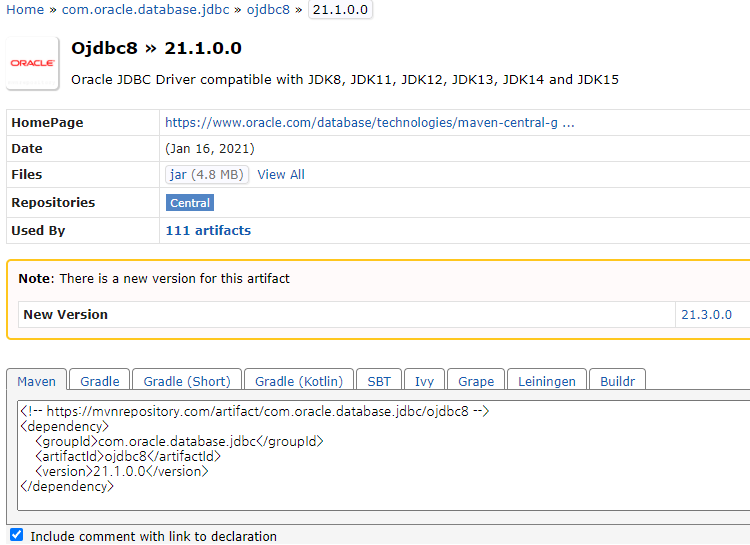 Home » com.oracle.database.jdbc » ojdbc8 » 21.1.0.0
ORACLE
Ojdbc8 » 21.1.0.0
Oracle JDBC Driver compatible with JDK8, JDK11, JDK12, JDK13, JDK14 and JDK15
HomePage https://www.oracle.com/database/technologies/maven-central-g ...
Date (Jan 16, 2021)
Files jar (4.8 MB) View All
Repositories Central
Used By 111 artifacts
Note: There is a new version for this artifact
New Version 21.3.0.0
Maven Gradle Gradle (Short) Gradle (Kotlin) SBT Ivy Grape Leiningen Buildr
<!-- https://mvnrepository.com/artifact/com.oracle.database.jdbc/ojdbc8 -->
<dependency>
    <groupId>com.oracle.database.jdbc</groupId>
    <artifactId>ojdbc8</artifactId>
    <version>21.1.0.0</version>
</dependency>
Include comment with link to declaration